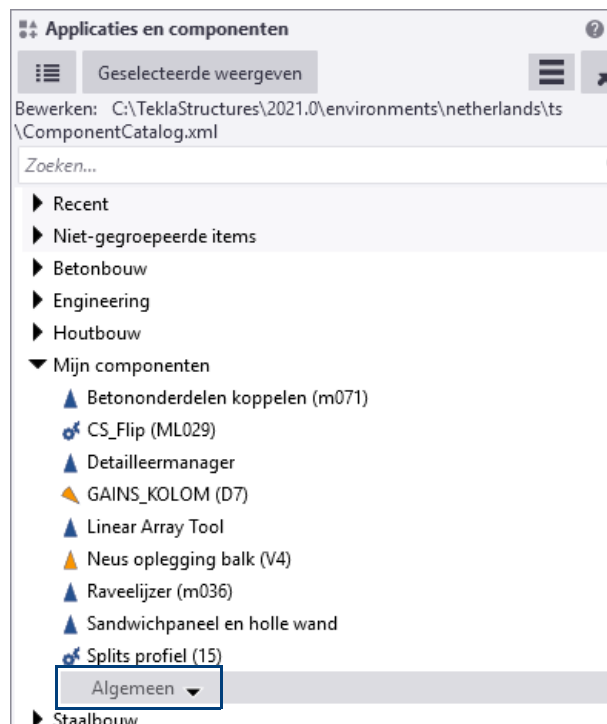 Applicaties en componenten
Geselecteerde weergeven
Bewerken: C:\TeklaStructures\2021.0\environments\netherlands\ts
\ComponentCatalog.xml
Zoeken...
Recent
Niet-gegroepeerde items
Betonbouw
Engineering
Houtbouw
Mijn componenten
Betononderdelen koppelen (m071)
CS_Flip (ML029)
Detailleermanager
GAINS_KOLOM (D7)
Linear Array Tool
Neus oplegging balk (V4)
Raveelijzer (m036)
Sandwichpaneel en holle wand
Splits profiel (15)
Algemeen
Staalbouw